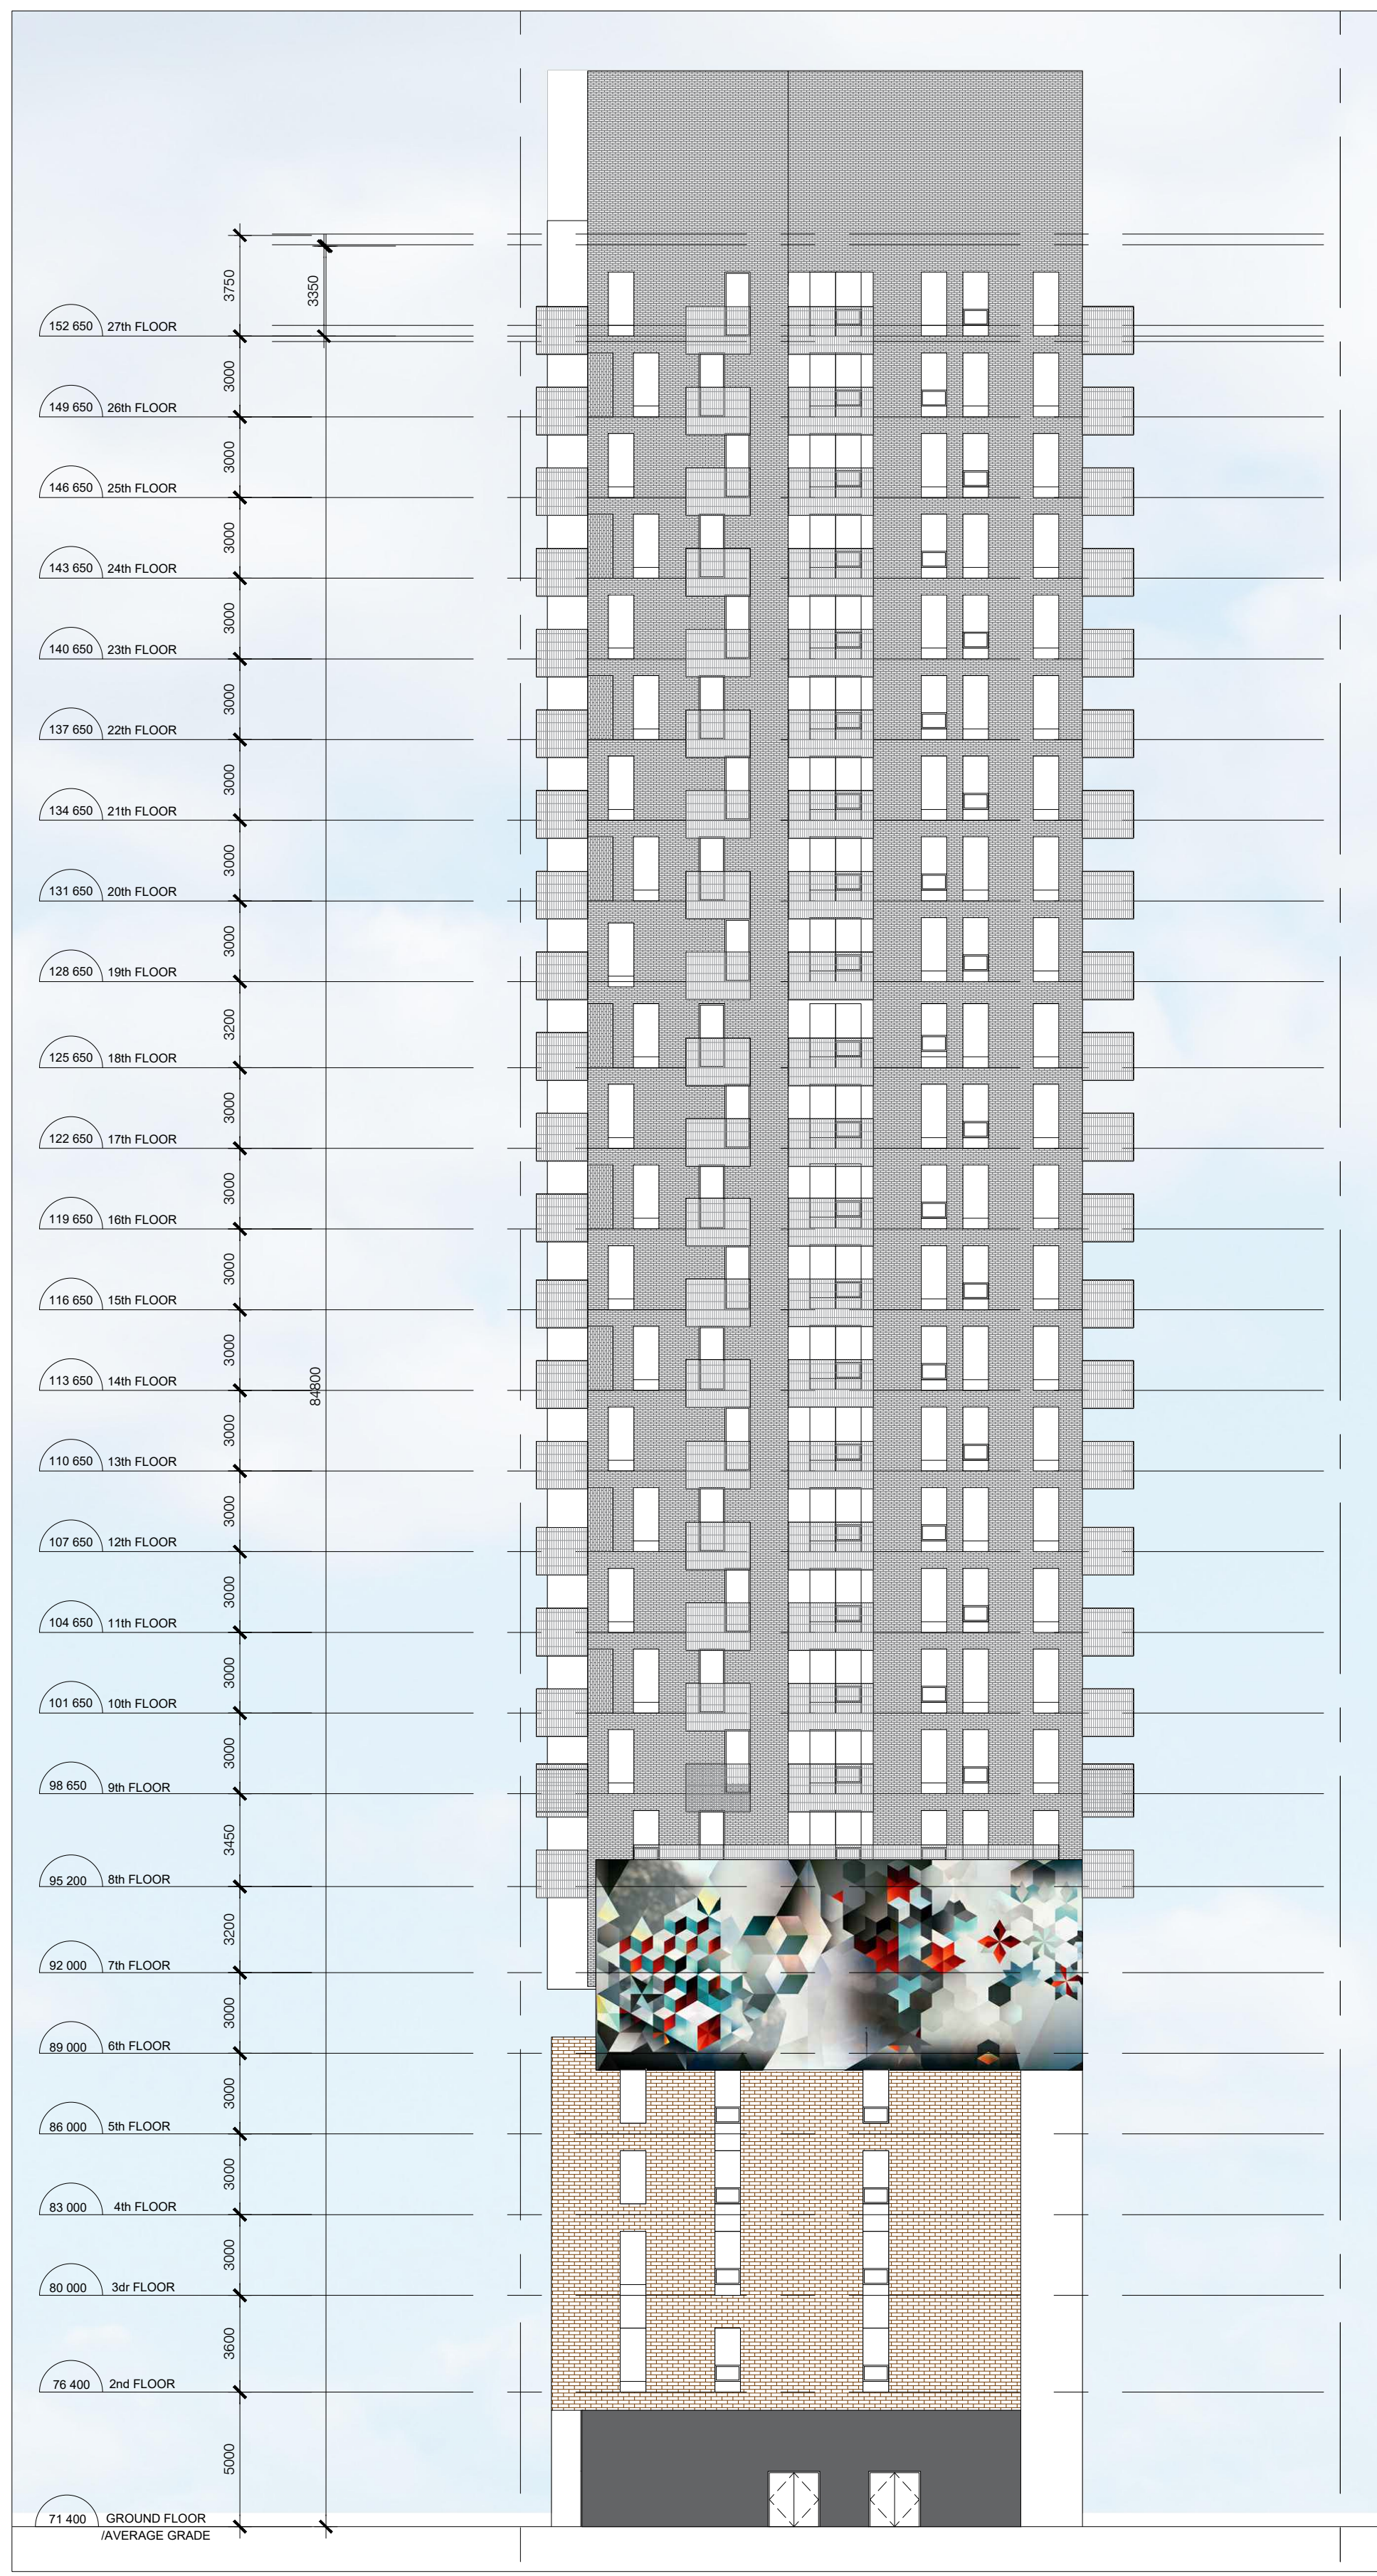 3750
3350
152 650 27th FLOOR
3000
149 650 26th FLOOR
3000
146 650 25th FLOOR
3000
143 650 24th FLOOR
3000
140 650 23th FLOOR
3000
137 650 22th FLOOR
3000
134 650 21th FLOOR
3000
131 650 20th FLOOR
3000
128 650 19th FLOOR
3200
125 650 18th FLOOR
3000
122 650 17th FLOOR
3000
119 650 16th FLOOR
3000
116 650 15th FLOOR
3000
84800
113 650 14th FLOOR
3000
110 650 13th FLOOR
3000
107 650 12th FLOOR
3000
104 650 11th FLOOR
3000
101 650 10th FLOOR
3000
98 650 9th FLOOR
3450
95 200 8th FLOOR
3200
92 000 7th FLOOR
3000
89 000 6th FLOOR
3000
86 000 5th FLOOR
3000
83 000 4th FLOOR
3000
80 000 3dr FLOOR
3600
76 400 2nd FLOOR
5000
71 400 GROUND FLOOR
/AVERAGE GRADE